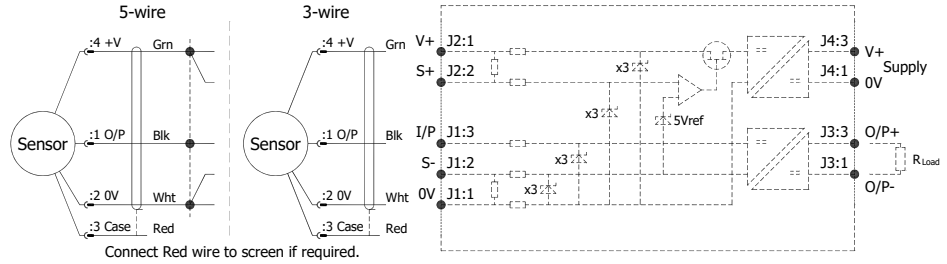 5-wire
:4 +V Grn
Sensor
:1 O/P Blk
:2 0V Wht
:3 Case Red
3-wire
:4 +V Grn
Sensor
:1 O/P Blk
:2 0V Wht
:3 Case Red
Connect Red wire to screen if required.
V+ J2:1
S+ J2:2
I/P J1:3
S- J1:2
0V J1:1
x3
x3
5Vref
x3
x3
J4:3 V+
Supply
J4:1 0V
J3:3 O/P+
RLoad
J3:1 O/P-